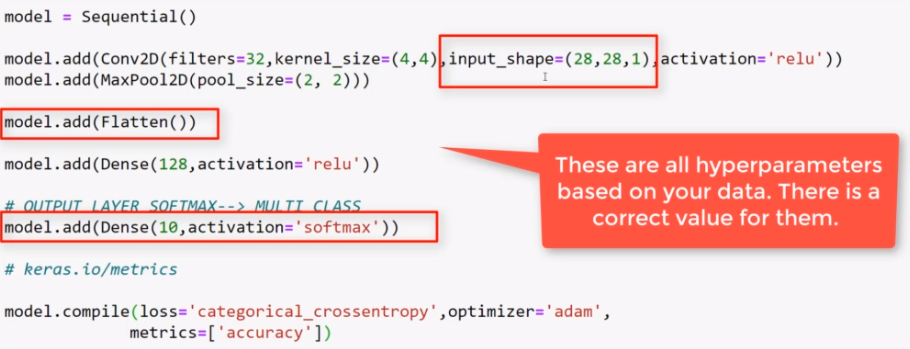 model = Sequential()
model.add(Conv2D(filters=32,kernel_size=(4,4),input_shape=(28,28,1),activation='relu'))
model.add(MaxPool2D(pool_size=(2, 2)))
model.add(Flatten())
model.add(Dense(128,activation='relu'))
# OUTPUT LAYER SOFTMAX--> MULTI CLASS
model.add(Dense(10,activation='softmax'))
# keras.io/metrics
model.compile(loss='categorical_crossentropy',optimizer='adam',
metrics=['accuracy'])
These are all hyperparameters
based on your data. There is a
correct value for them.